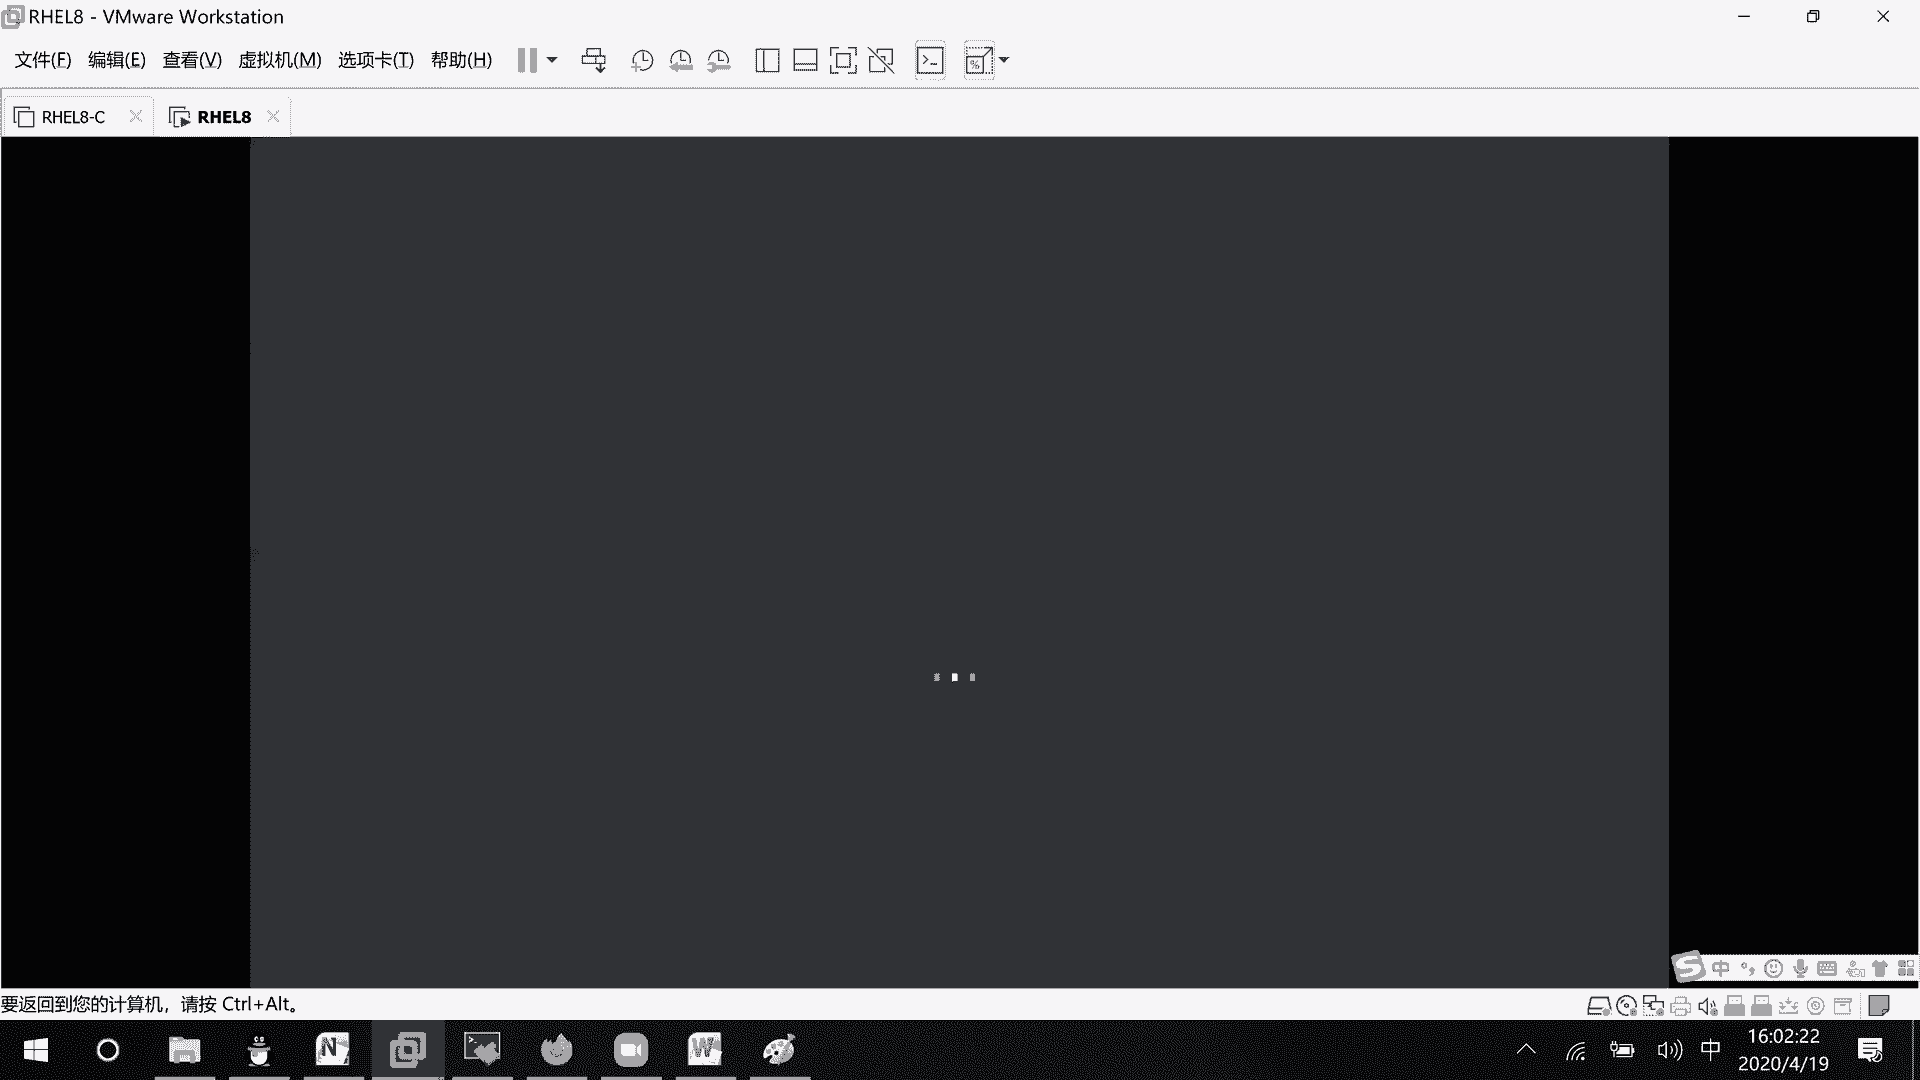 RHEL8 - VMware Workstation
文件(F) 编辑(E) 查看(V) 虚拟机(M) 选项卡(T) 帮助(H)
RHEL8-C RHEL8
要返回到您的计算机，请按 Ctrl+Alt。
中
16:02:22
中
2020/4/19